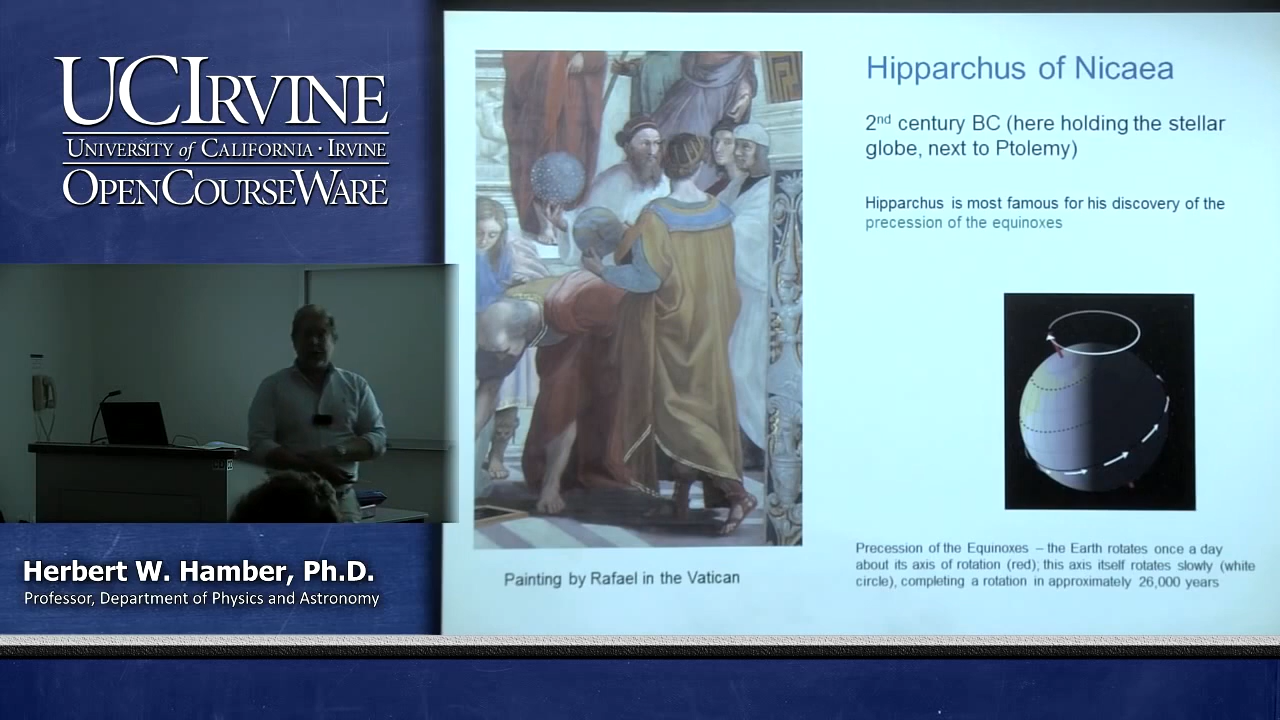 UCIRVINE
UNIVERSITY of CALIFORNIA · IRVINE
OPENCOURSEWARE
Herbert W. Hamber, Ph.D.
Professor, Department of Physics and Astronomy
Hipparchus of Nicaea
2nd century BC (here holding the stellar
globe, next to Ptolemy)
Hipparchus is most famous for his discovery of the
precession of the equinoxes
Painting by Rafael in the Vatican
Precession of the Equinoxes – the Earth rotates once a day
about its axis of rotation (red); this axis itself rotates slowly (white
circle), completing a rotation in approximately 26,000 years